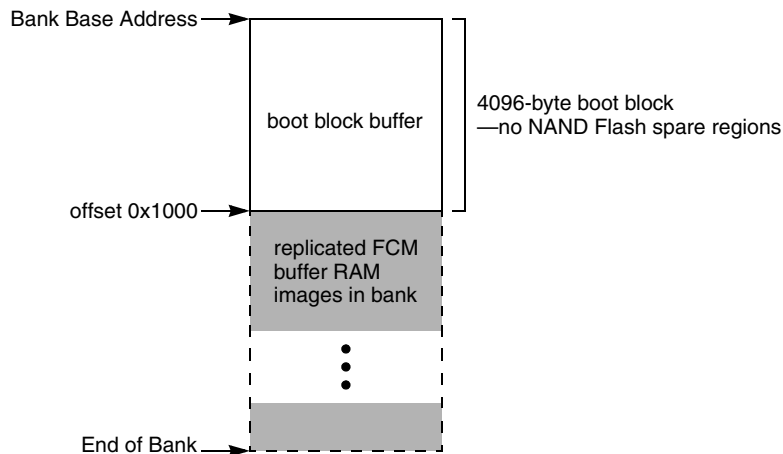 Bank Base Address
boot block buffer
4096-byte boot block
—no NAND Flash spare regions
offset 0x1000
replicated FCM
buffer RAM
images in bank
End of Bank